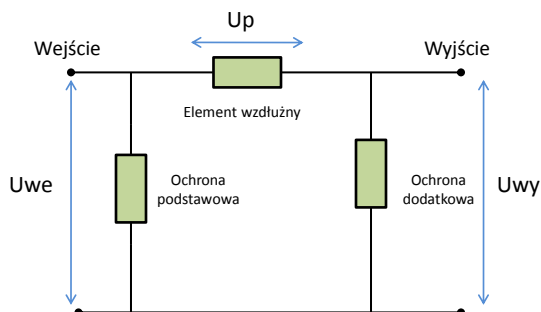 Up
Wejście
Wyjście
Element wzdłużny
Uwe
Ochrona
podstawowa
Ochrona
dodatkowa
Uwy